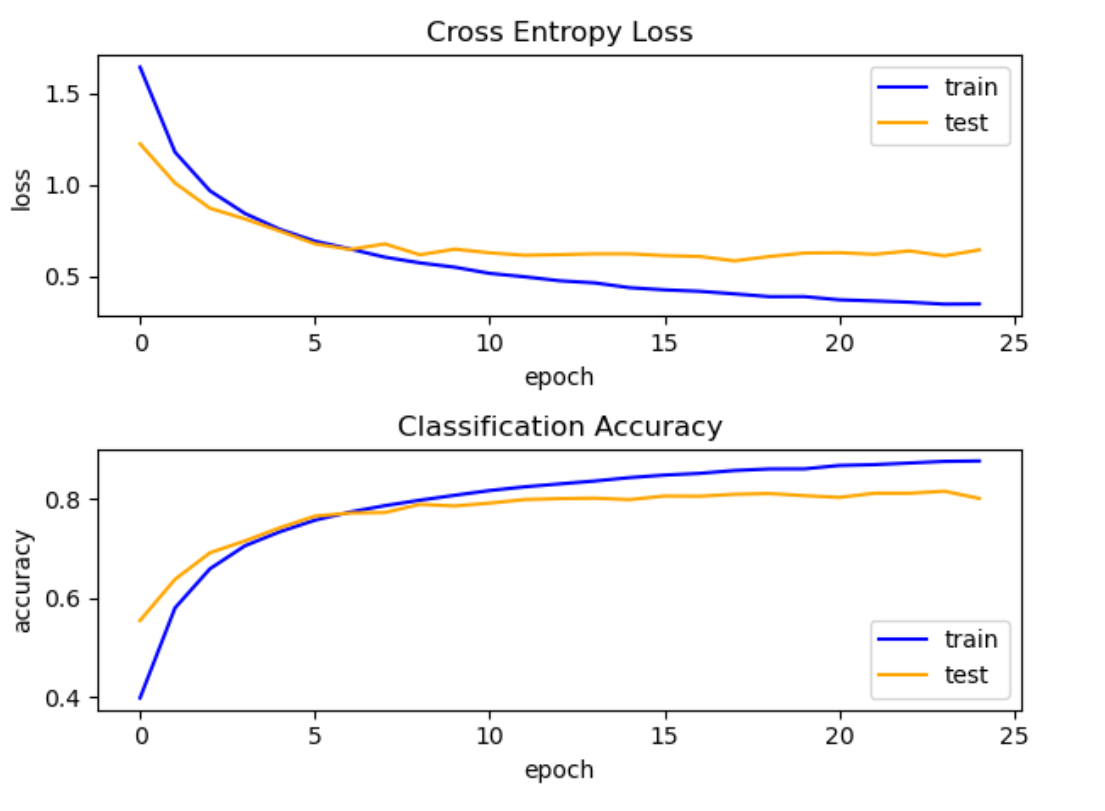 Cross Entropy Loss
1.5
1.0
0.5
loss
train
test
0 5 10 15 20 25
epoch
Classification Accuracy
0.8
0.6
0.4
accuracy
train
test
0 5 10 15 20 25
epoch